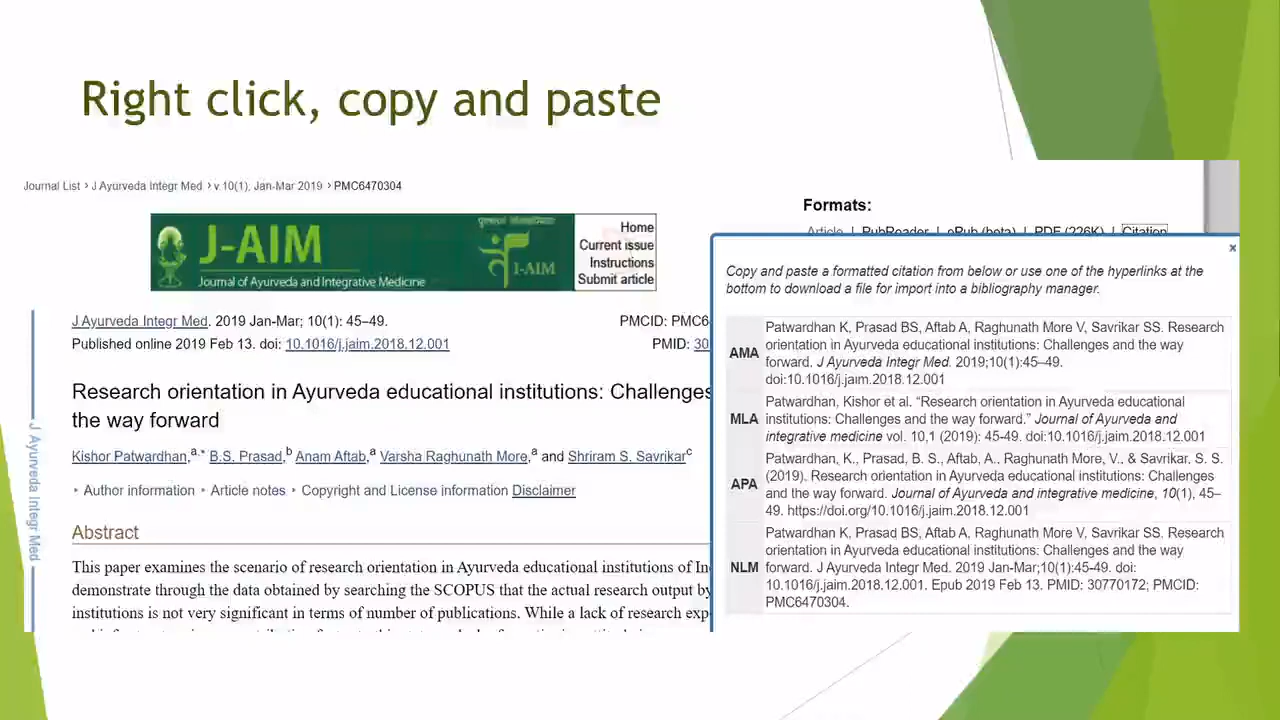 Right click, copy and paste
Journal List > J Ayurveda Integr Med > v.10(1), Jan-Mar 2019 > PMC6470304
J-AIM
Journal of Ayurveda and Integrative Medicine
I-AIM
Home
Current issue
Instructions
Submit article
J Ayurveda Integr Med. 2019 Jan-Mar; 10(1): 45–49.
PMCID: PMC6
Published online 2019 Feb 13. doi: 10.1016/j.jaim.2018.12.001
PMID: 30
Research orientation in Ayurveda educational institutions: Challenges
the way forward
Kishor Patwardhan,a,* B.S. Prasad,b Anam Aftab,a Varsha Raghunath More,a and Shriram S. Savrikarc
Author information Article notes Copyright and License information Disclaimer
Abstract
This paper examines the scenario of research orientation in Ayurveda educational institutions of In
demonstrate through the data obtained by searching the SCOPUS that the actual research output by
institutions is not very significant in terms of number of publications. While a lack of research exp
J Ayurveda Integr Med
J Ayurveda Integr Med
Formats:
Article | PubReader | ePub (beta) | PDF (226K) | Citation
×
Copy and paste a formatted citation from below or use one of the hyperlinks at the
bottom to download a file for import into a bibliography manager.
AMA
Patwardhan K, Prasad BS, Aftab A, Raghunath More V, Savrikar SS. Research
orientation in Ayurveda educational institutions: Challenges and the way
forward. J Ayurveda Integr Med. 2019;10(1):45–49.
doi:10.1016/j.jaim.2018.12.001
MLA
Patwardhan, Kishor et al. “Research orientation in Ayurveda educational
institutions: Challenges and the way forward.” Journal of Ayurveda and
integrative medicine vol. 10,1 (2019): 45-49. doi:10.1016/j.jaim.2018.12.001
APA
Patwardhan, K., Prasad, B. S., Aftab, A., Raghunath More, V., & Savrikar, S. S.
(2019). Research orientation in Ayurveda educational institutions: Challenges
and the way forward. Journal of Ayurveda and integrative medicine, 10(1), 45–
49. https://doi.org/10.1016/j.jaim.2018.12.001
NLM
Patwardhan K, Prasad BS, Aftab A, Raghunath More V, Savrikar SS. Research
orientation in Ayurveda educational institutions: Challenges and the way
forward. J Ayurveda Integr Med. 2019 Jan-Mar;10(1):45-49. doi:
10.1016/j.jaim.2018.12.001. Epub 2019 Feb 13. PMID: 30770172; PMCID:
PMC6470304.